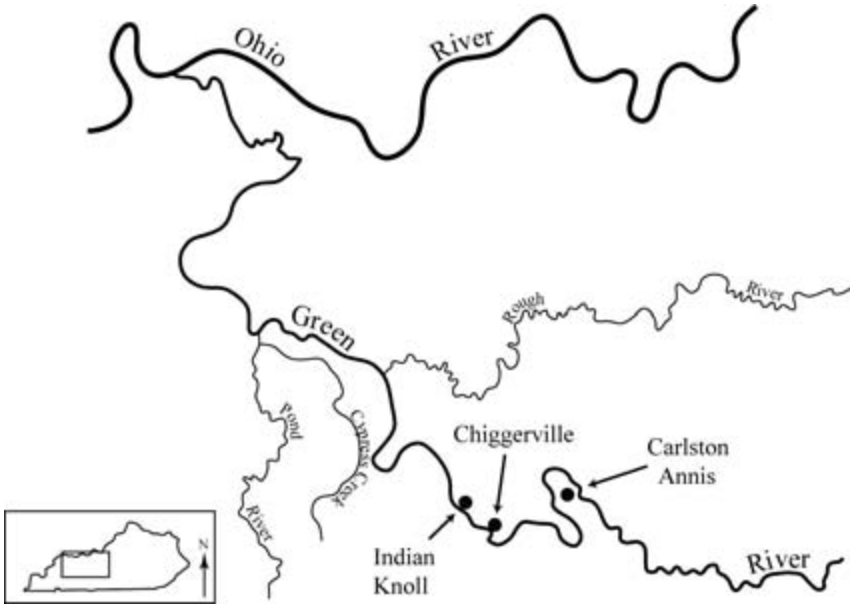 Ohio River
Rough River
Green River
Pond River
Cypress Creek
Chiggerville
Carlston
Annis
Indian
Knoll
N